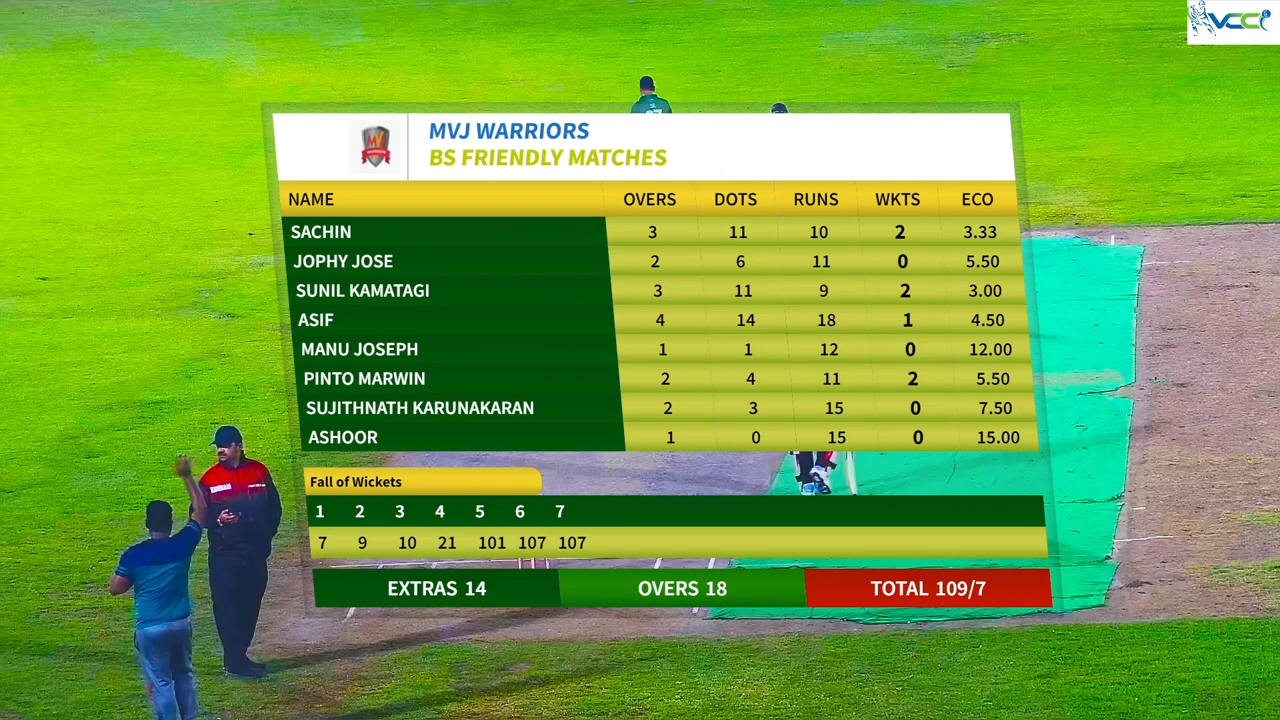 VCC
MVJ WARRIORS
BS FRIENDLY MATCHES
NAME OVERS DOTS RUNS WKTS ECO
SACHIN 3 11 10 2 3.33
JOPHY JOSE 2 6 11 0 5.50
SUNIL KAMATAGI 3 11 9 2 3.00
ASIF 4 14 18 1 4.50
MANU JOSEPH 1 1 12 0 12.00
PINTO MARWIN 2 4 11 2 5.50
SUJITHNATH KARUNAKARAN 2 3 15 0 7.50
ASHOOR 1 0 15 0 15.00
Fall of Wickets
1 2 3 4 5 6 7
7 9 10 21 101 107 107
EXTRAS 14 OVERS 18 TOTAL 109/7